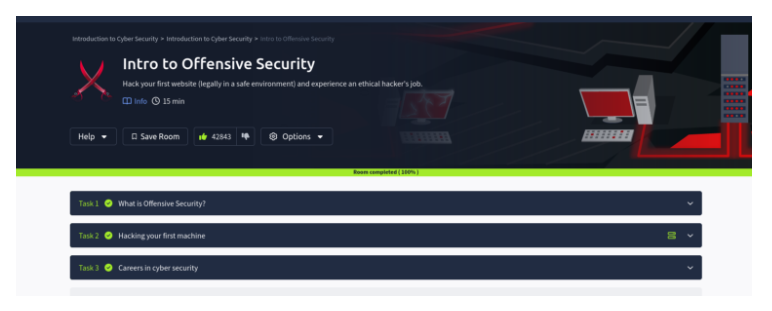 Introduction to Cyber Security > Introduction to Cyber Security > Intro to Offensive Security
Intro to Offensive Security
Hack your first website (legally in a safe environment) and experience an ethical hacker's job.
Info 15 min
Help Save Room 42843 Options
Room completed ( 100% )
Task 1 What is Offensive Security?
Task 2 Hacking your first machine
Task 3 Careers in cyber security